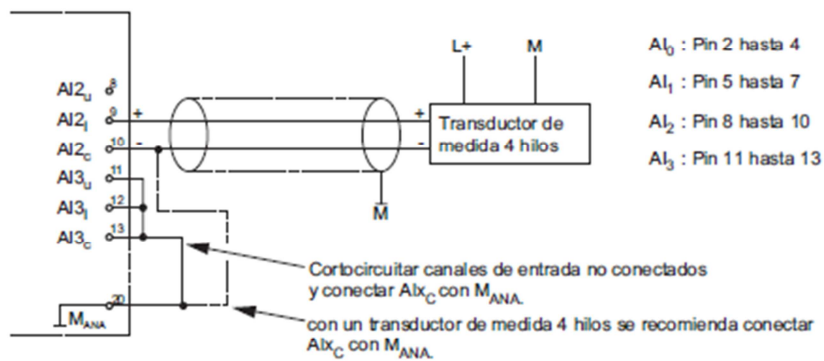 L+ M
AI0 : Pin 2 hasta 4
AI1 : Pin 5 hasta 7
AI2 : Pin 8 hasta 10
AI3 : Pin 11 hasta 13
AI2u 8
AI2I 9 + +
AI2c 10 - -
Transductor de
medida 4 hilos
AI3u 11
AI3I 12
AI3c 13
M
Cortocircuitar canales de entrada no conectados
y conectar AIxC con MANA.
MANA 20
con un transductor de medida 4 hilos se recomienda conectar
AIxC con MANA.